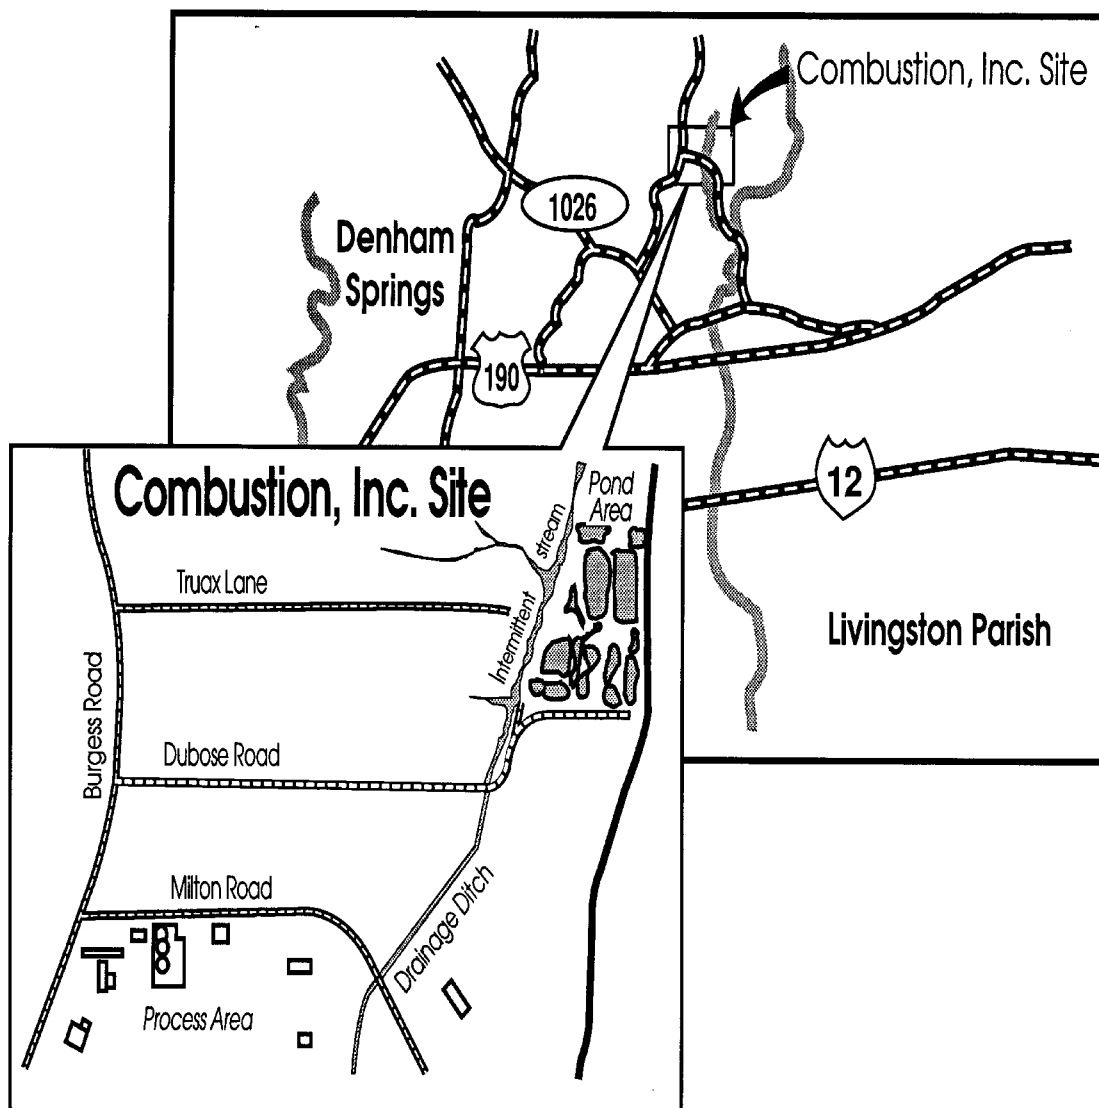 Combustion, Inc. Site
1026
Denham
Springs
190
12
Livingston Parish
Combustion, Inc. Site
Pond
Area
stream
Truax Lane
Intermittent
Burgess Road
Dubose Road
Milton Road
Drainage Ditch
Process Area